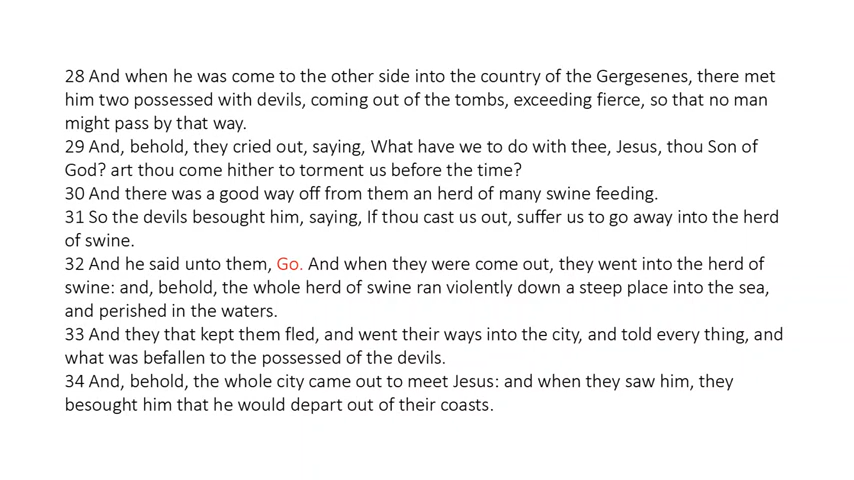 28 And when he was come to the other side into the country of the Gergesenes, there met
him two possessed with devils, coming out of the tombs, exceeding fierce, so that no man
might pass by that way.
29 And, behold, they cried out, saying, What have we to do with thee, Jesus, thou Son of
God? art thou come hither to torment us before the time?
30 And there was a good way off from them an herd of many swine feeding.
31 So the devils besought him, saying, If thou cast us out, suffer us to go away into the herd
of swine.
32 And he said unto them, Go. And when they were come out, they went into the herd of
swine: and, behold, the whole herd of swine ran violently down a steep place into the sea,
and perished in the waters.
33 And they that kept them fled, and went their ways into the city, and told every thing, and
what was befallen to the possessed of the devils.
34 And, behold, the whole city came out to meet Jesus: and when they saw him, they
besought him that he would depart out of their coasts.